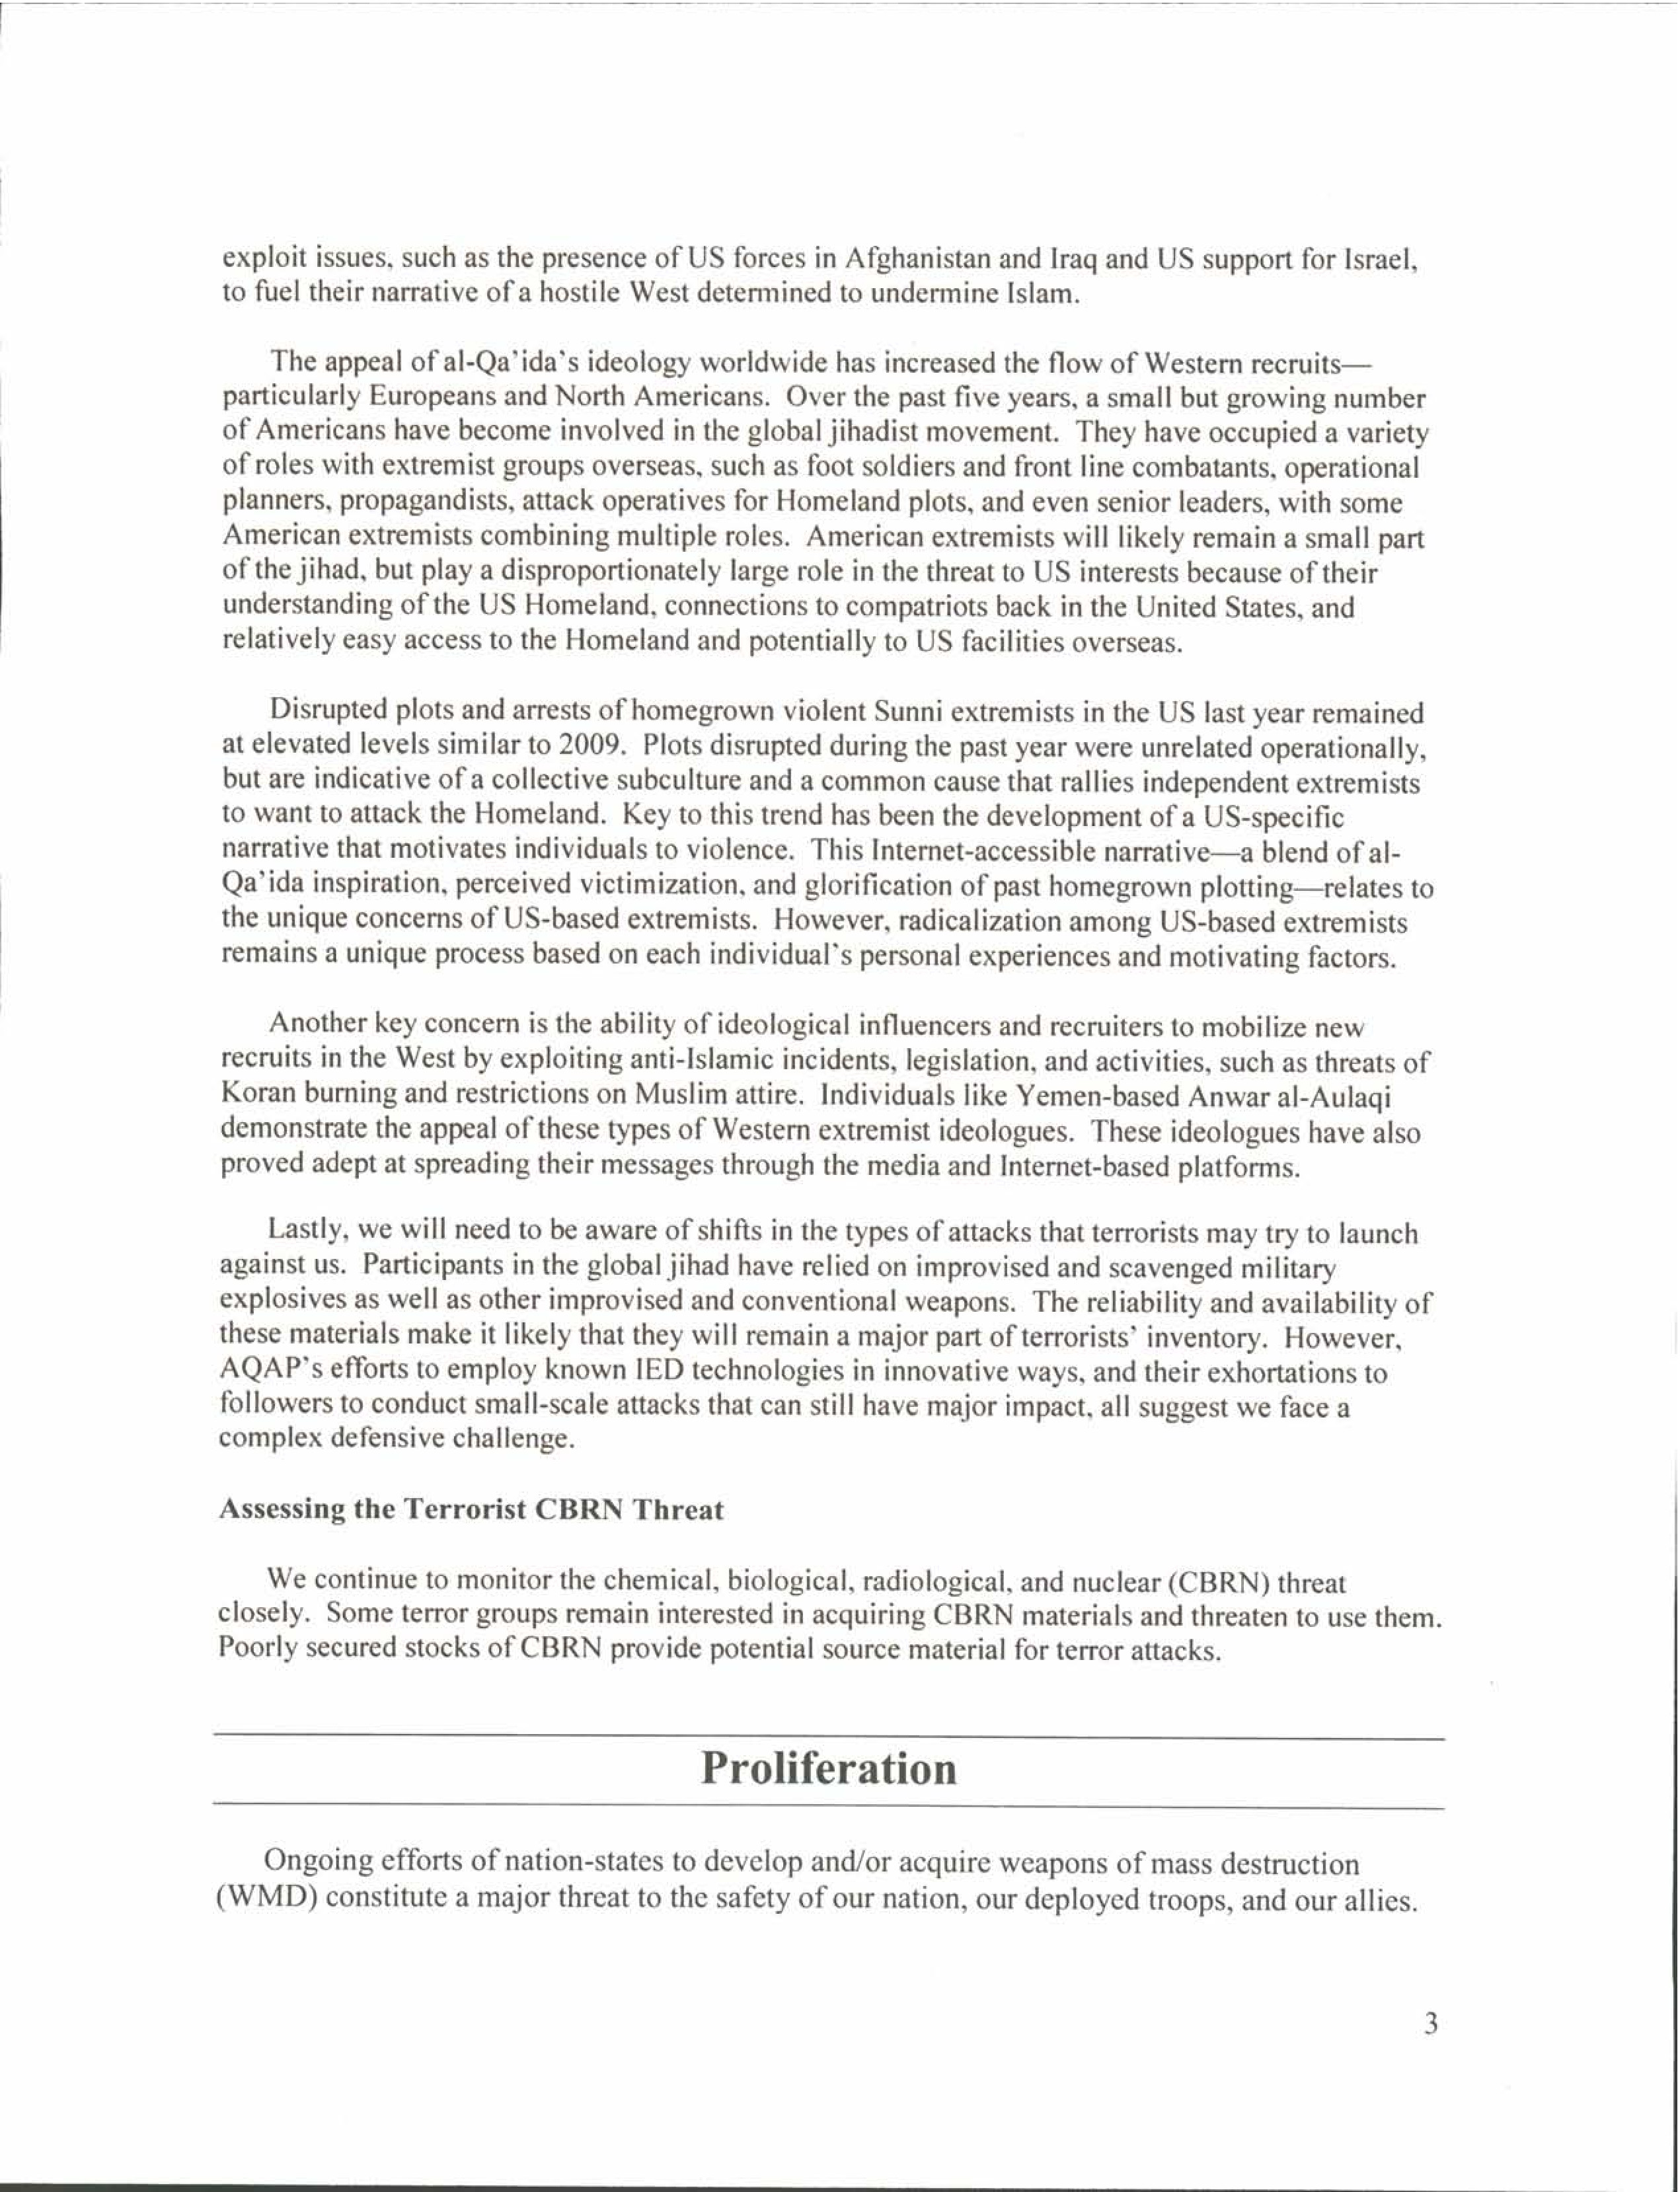 exploit issues, such as the presence of US forces in Afghanistan and Iraq and US support for Israel,
to fuel their narrative of a hostile West determined to undermine Islam.
The appeal of al-Qa'ida's ideology worldwide has increased the flow of Western recruits—
particularly Europeans and North Americans. Over the past five years, a small but growing number
of Americans have become involved in the global jihadist movement. They have occupied a variety
of roles with extremist groups overseas, such as foot soldiers and front line combatants, operational
planners, propagandists, attack operatives for Homeland plots, and even senior leaders, with some
American extremists combining multiple roles. American extremists will likely remain a small part
of the jihad, but play a disproportionately large role in the threat to US interests because of their
understanding of the US Homeland, connections to compatriots back in the United States, and
relatively easy access to the Homeland and potentially to US facilities overseas.
Disrupted plots and arrests of homegrown violent Sunni extremists in the US last year remained
at elevated levels similar to 2009. Plots disrupted during the past year were unrelated operationally,
but are indicative of a collective subculture and a common cause that rallies independent extremists
to want to attack the Homeland. Key to this trend has been the development of a US-specific
narrative that motivates individuals to violence. This Internet-accessible narrative—a blend of al-
Qa'ida inspiration, perceived victimization, and glorification of past homegrown plotting—relates to
the unique concerns of US-based extremists. However, radicalization among US-based extremists
remains a unique process based on each individual's personal experiences and motivating factors.
Another key concern is the ability of ideological influencers and recruiters to mobilize new
recruits in the West by exploiting anti-Islamic incidents, legislation, and activities, such as threats of
Koran burning and restrictions on Muslim attire. Individuals like Yemen-based Anwar al-Aulaqi
demonstrate the appeal of these types of Western extremist ideologues. These ideologues have also
proved adept at spreading their messages through the media and Internet-based platforms.
Lastly, we will need to be aware of shifts in the types of attacks that terrorists may try to launch
against us. Participants in the global jihad have relied on improvised and scavenged military
explosives as well as other improvised and conventional weapons. The reliability and availability of
these materials make it likely that they will remain a major part of terrorists' inventory. However,
AQAP's efforts to employ known IED technologies in innovative ways, and their exhortations to
followers to conduct small-scale attacks that can still have major impact, all suggest we face a
complex defensive challenge.
Assessing the Terrorist CBRN Threat
We continue to monitor the chemical, biological, radiological, and nuclear (CBRN) threat
closely. Some terror groups remain interested in acquiring CBRN materials and threaten to use them.
Poorly secured stocks of CBRN provide potential source material for terror attacks.
Proliferation
Ongoing efforts of nation-states to develop and/or acquire weapons of mass destruction
(WMD) constitute a major threat to the safety of our nation, our deployed troops, and our allies.
3